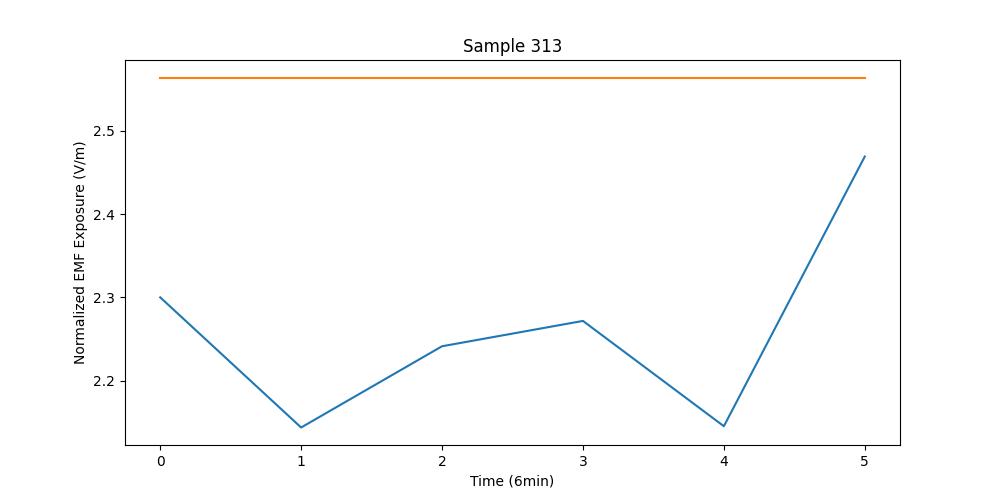 Sample 313
Normalized EMF Exposure (V/m)
2.5
2.4
2.3
2.2
0 1 2 3 4 5
Time (6min)